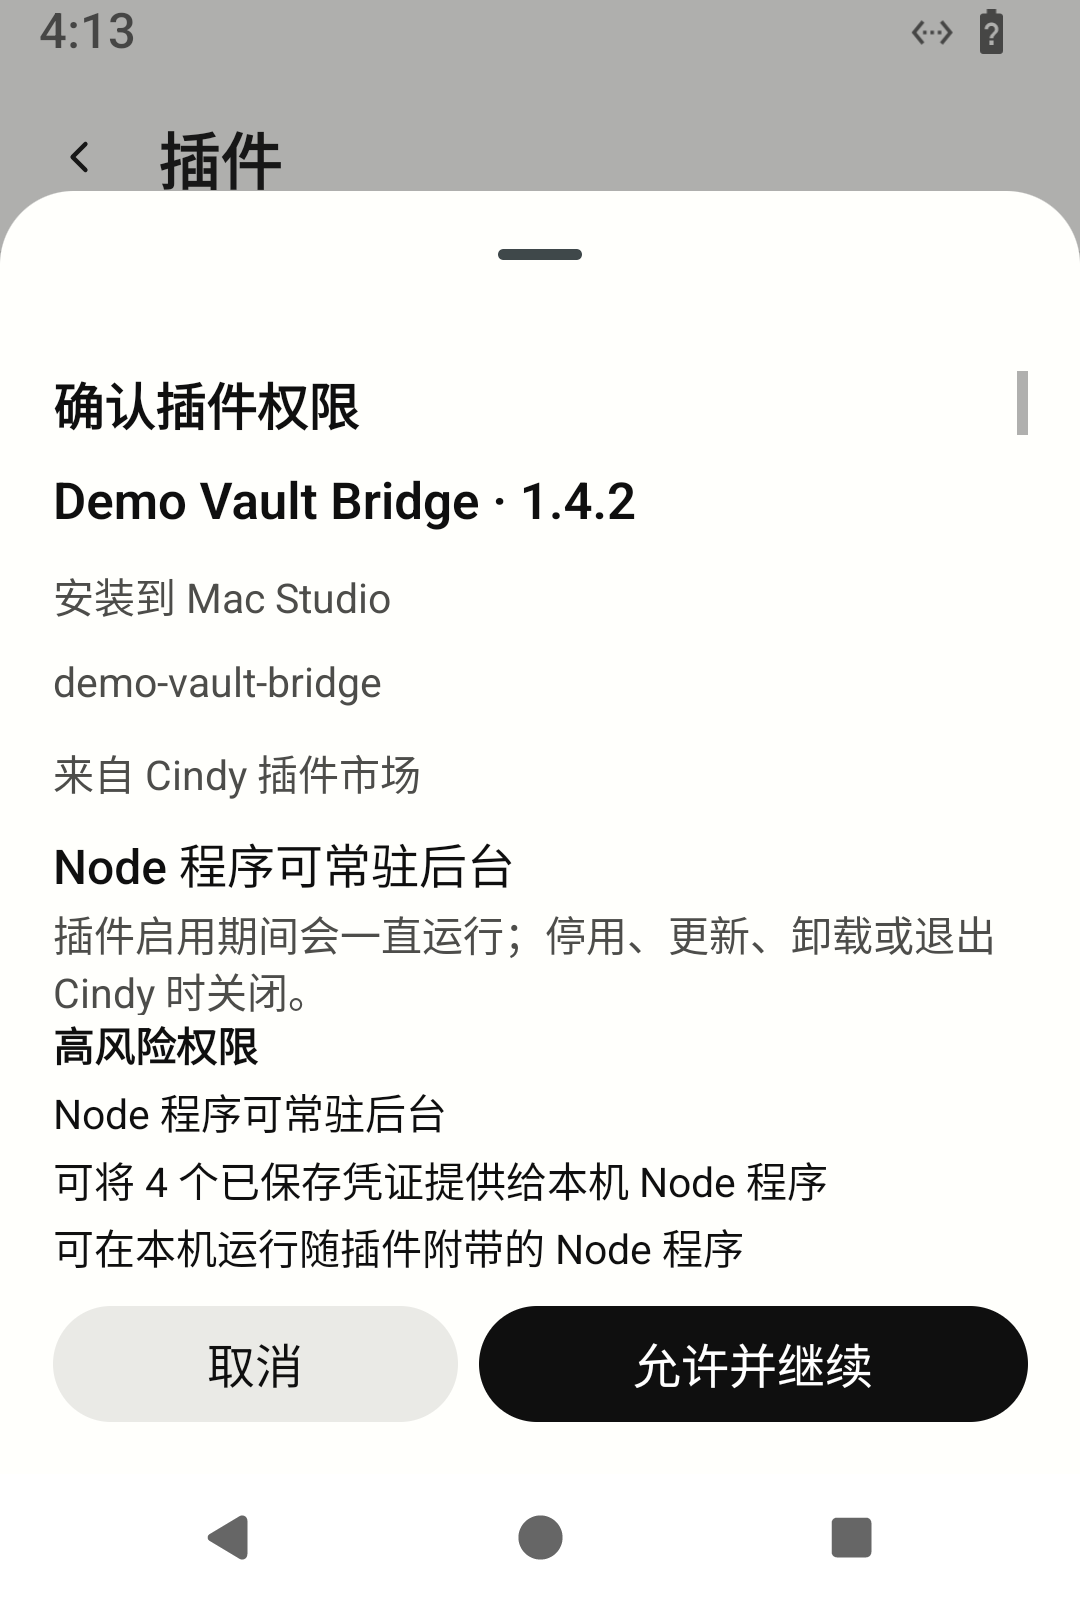 4:13
插件
确认插件权限
Demo Vault Bridge · 1.4.2
安装到 Mac Studio
demo-vault-bridge
来自 Cindy 插件市场
Node 程序可常驻后台
插件启用期间会一直运行；停用、更新、卸载或退出
Cindy 时关闭。
高风险权限
Node 程序可常驻后台
可将 4 个已保存凭证提供给本机 Node 程序
可在本机运行随插件附带的 Node 程序
取消
允许并继续